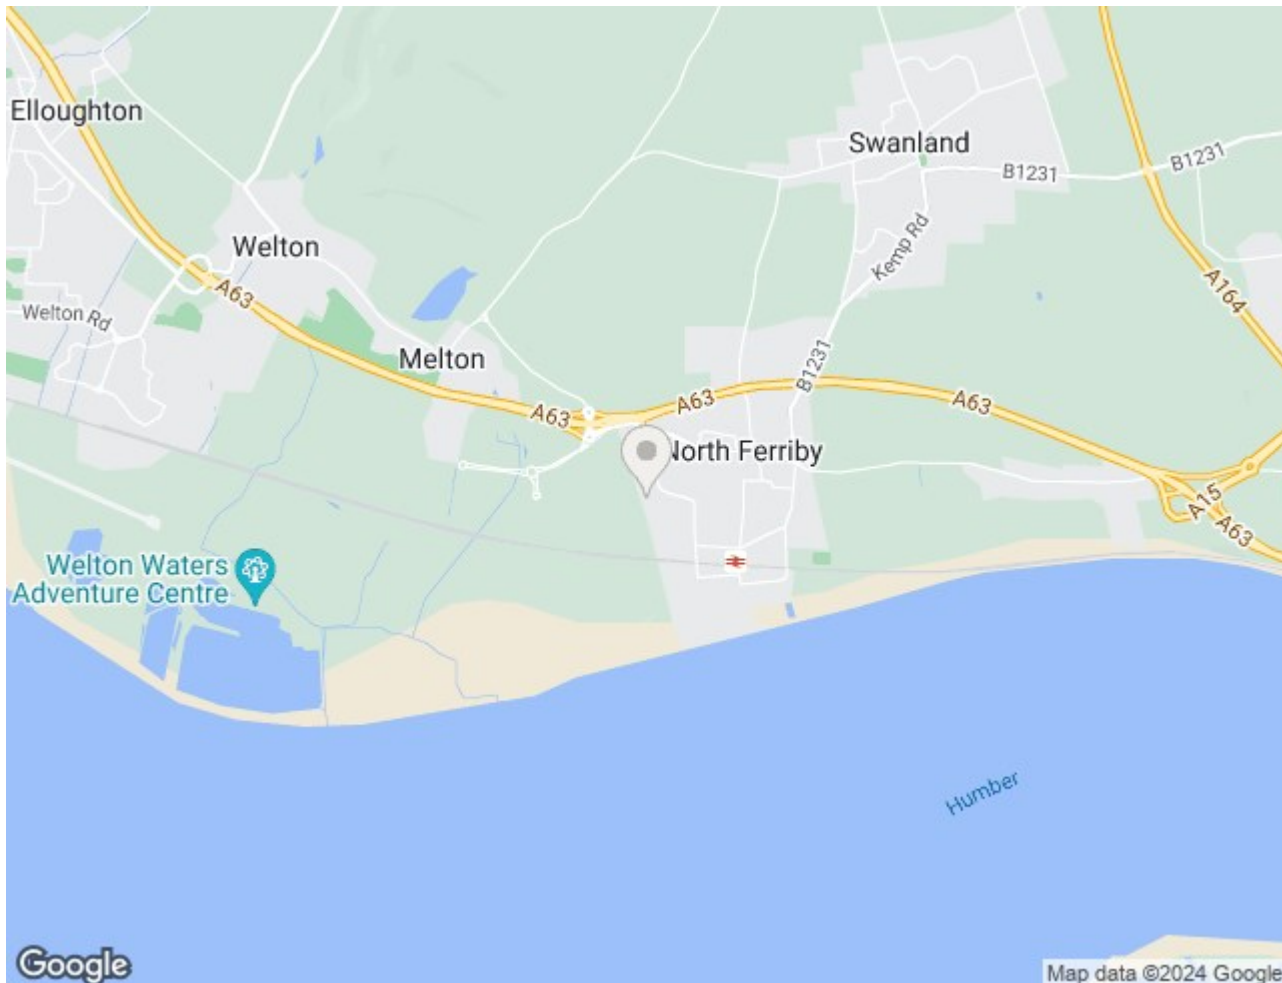 Elloughton
Swanland
B1231
B1231
Kemp Rd
Welton
A63
Welton Rd
A164
Melton
B1231
A63
A63
A63
North Ferriby
A15
A63
Welton Waters
Adventure Centre
Humber
Google
Map data ©2024 Google